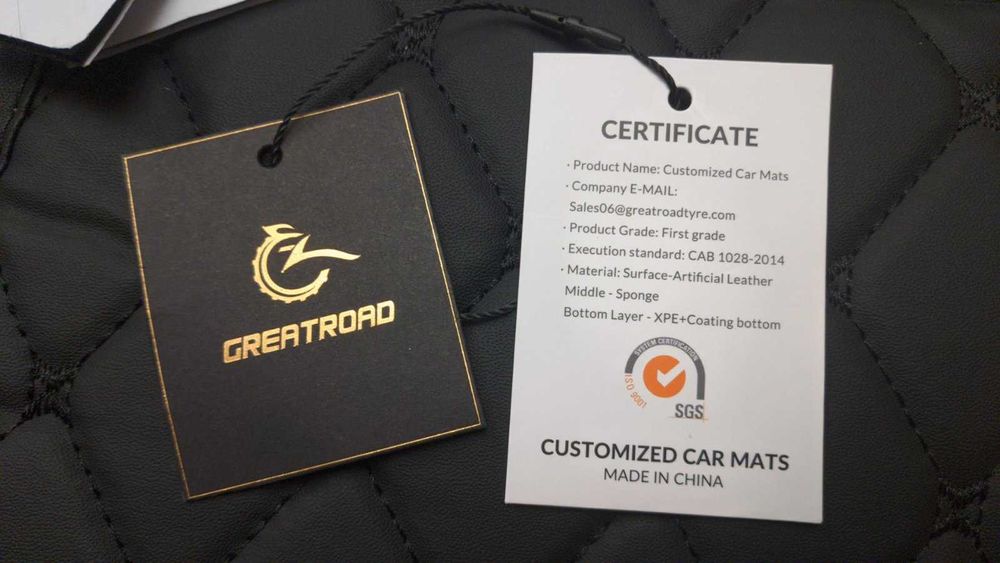 GREATROAD
CERTIFICATE
· Product Name: Customized Car Mats
· Company E-MAIL:
Sales06@greatroadtyre.com
· Product Grade: First grade
· Execution standard: CAB 1028-2014
· Material: Surface-Artificial Leather
Middle - Sponge
Bottom Layer - XPE+Coating bottom
SYSTEM CERTIFICATION
ISO 9001
SGS
CUSTOMIZED CAR MATS
MADE IN CHINA